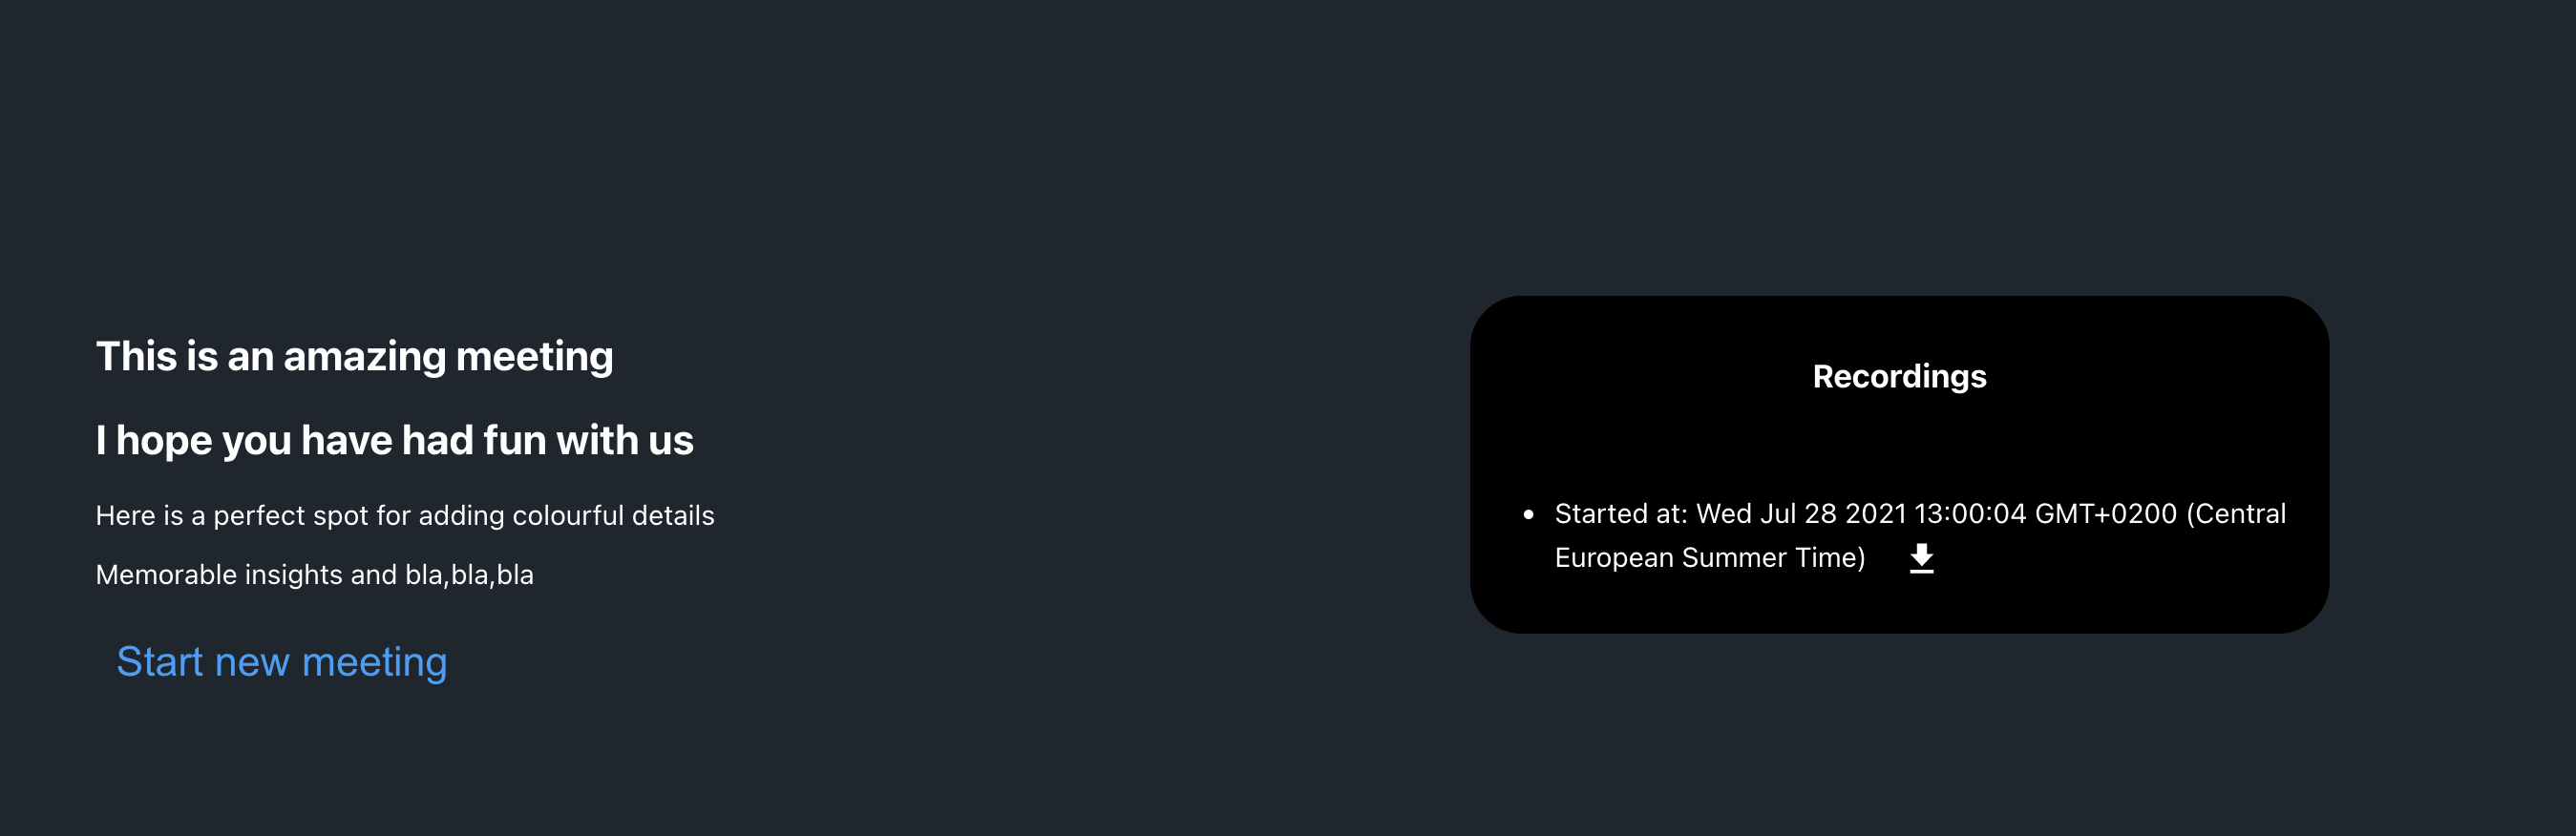 This is an amazing meeting
I hope you have had fun with us
Here is a perfect spot for adding colourful details
Memorable insights and bla,bla,bla
Start new meeting
Recordings
Started at: Wed Jul 28 2021 13:00:04 GMT+0200 (Central
European Summer Time)